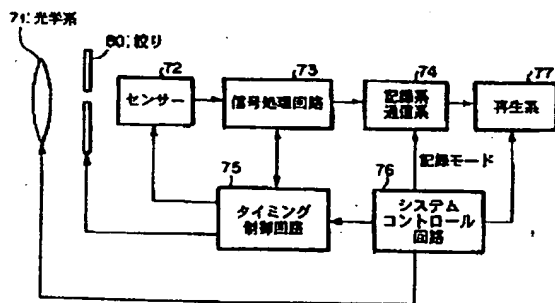 71:光学系
80:絞り
72
センサー
73
信号処理回路
74
記録系
通信系
77
再生系
記録モード
75
タイミング
制御回路
76
システム
コントロール
回路